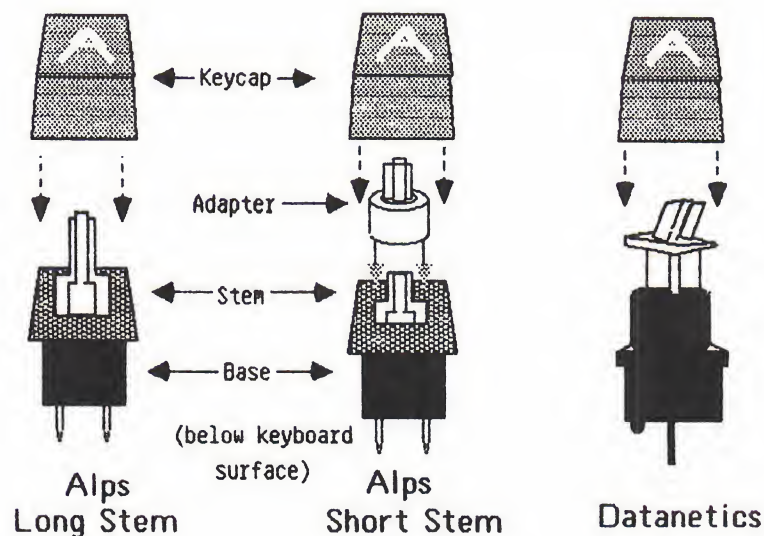 Keycap
Adapter
Stem
Base
(below keyboard
surface)
Alps
Long Stem
Alps
Short Stem
Datanetics